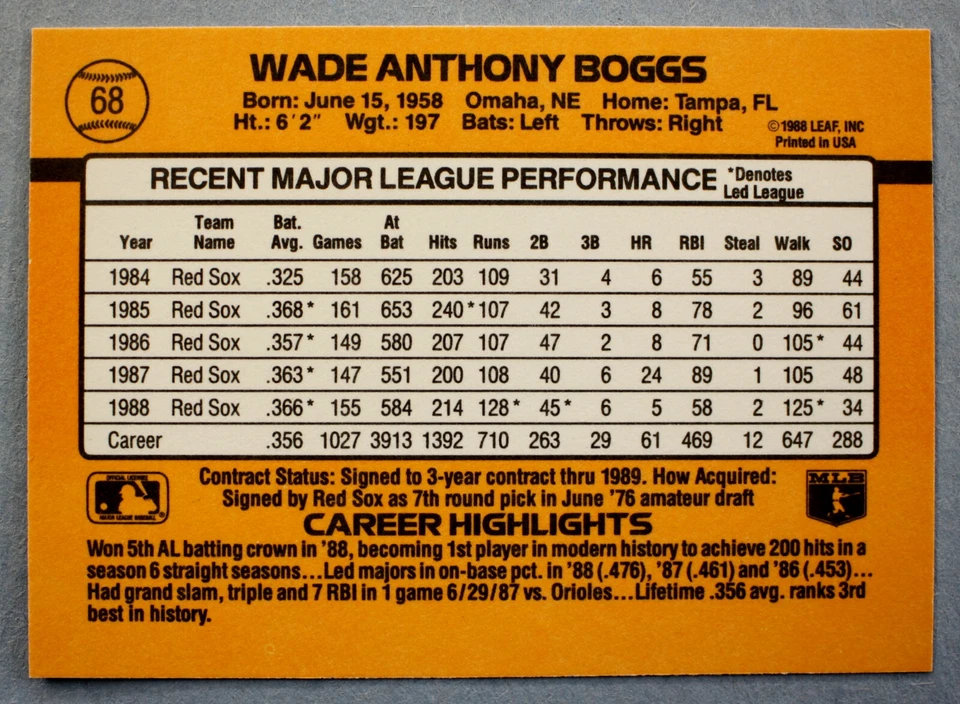 68
WADE ANTHONY BOGGS
Born: June 15, 1958 Omaha, NE Home: Tampa, FL
Ht.: 6'2" Wgt.: 197 Bats: Left Throws: Right
©1988 LEAF, INC
Printed in USA
RECENT MAJOR LEAGUE PERFORMANCE *Denotes
Led League
Team Bat. At
Year Name Avg. Games Bat Hits Runs 2B 3B HR RBI Steal Walk SO
1984 Red Sox .325 158 625 203 109 31 4 6 55 3 89 44
1985 Red Sox .368* 161 653 240* 107 42 3 8 78 2 96 61
1986 Red Sox .357* 149 580 207 107 47 2 8 71 0 105* 44
1987 Red Sox .363* 147 551 200 108 40 6 24 89 1 105 48
1988 Red Sox .366* 155 584 214 128* 45* 6 5 58 2 125* 34
Career .356 1027 3913 1392 710 263 29 61 469 12 647 288
Contract Status: Signed to 3-year contract thru 1989. How Acquired:
Signed by Red Sox as 7th round pick in June '76 amateur draft
OFFICIAL LICENSEE
MAJOR LEAGUE BASEBALL®
MLB
CAREER HIGHLIGHTS
Won 5th AL batting crown in '88, becoming 1st player in modern history to achieve 200 hits in a
season 6 straight seasons...Led majors in on-base pct. in '88 (.476), '87 (.461) and '86 (.453)...
Had grand slam, triple and 7 RBI in 1 game 6/29/87 vs. Orioles...Lifetime .356 avg. ranks 3rd
best in history.